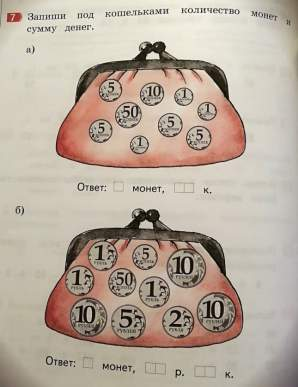 7 Запиши под кошельками количество монет и
сумму денег.
а)
5 10 1
50 1
5 5 5
1
Ответ: монет, к.
б)
1 РУБЛЬ 5
1 РУБЛЬ 50 10 РУБЛЕЙ
1 РУБЛЬ
10 РУБЛЕЙ 5 РУБЛЕЙ 2 РУБЛЯ 10 РУБЛЕЙ
Ответ: монет, р. к.